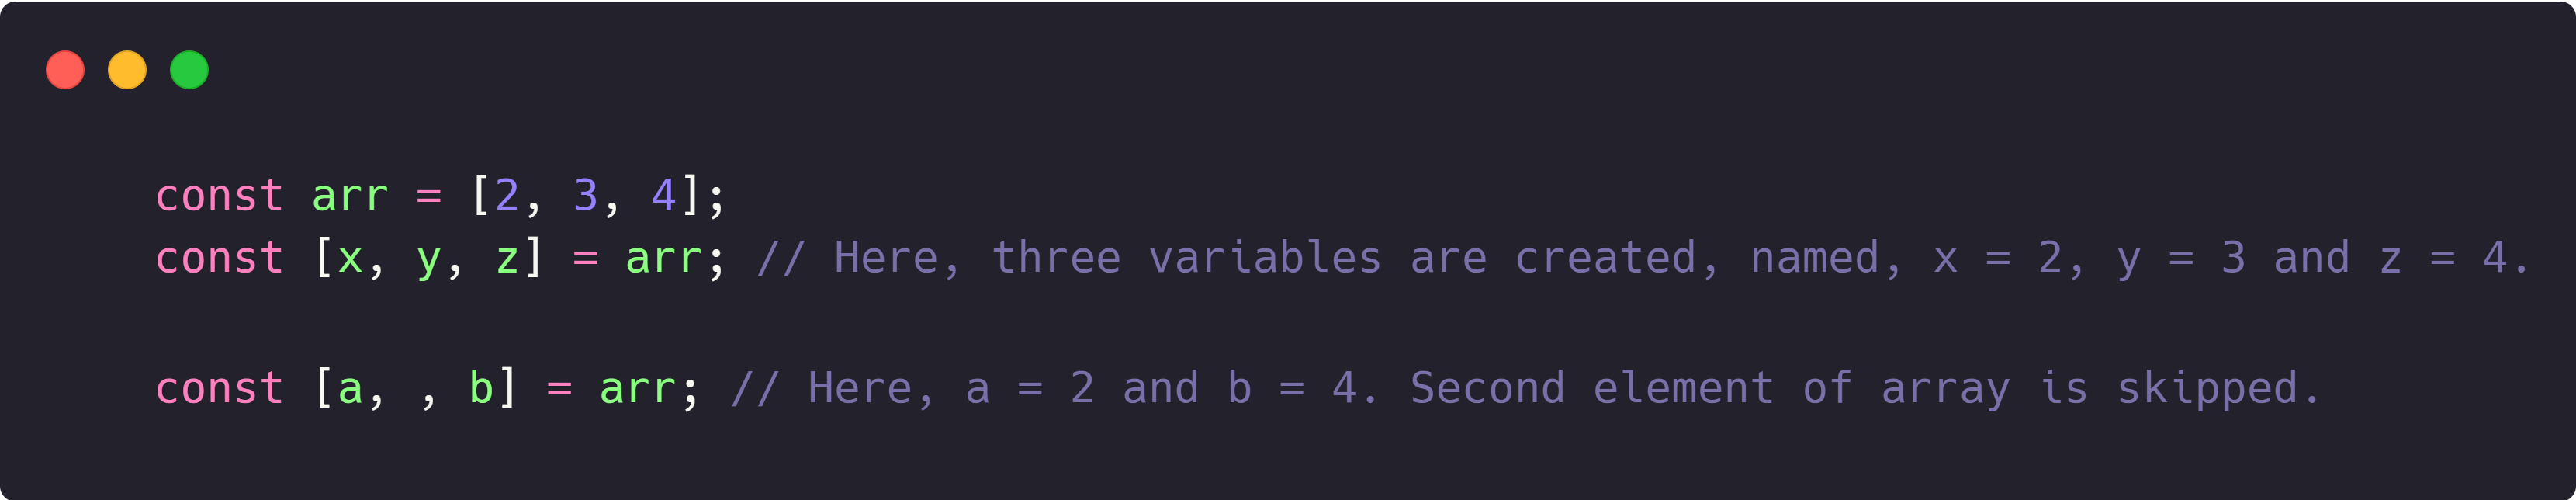 const arr = [2, 3, 4];
const [x, y, z] = arr; // Here, three variables are created, named, x = 2, y = 3 and z = 4.
const [a, , b] = arr; // Here, a = 2 and b = 4. Second element of array is skipped.